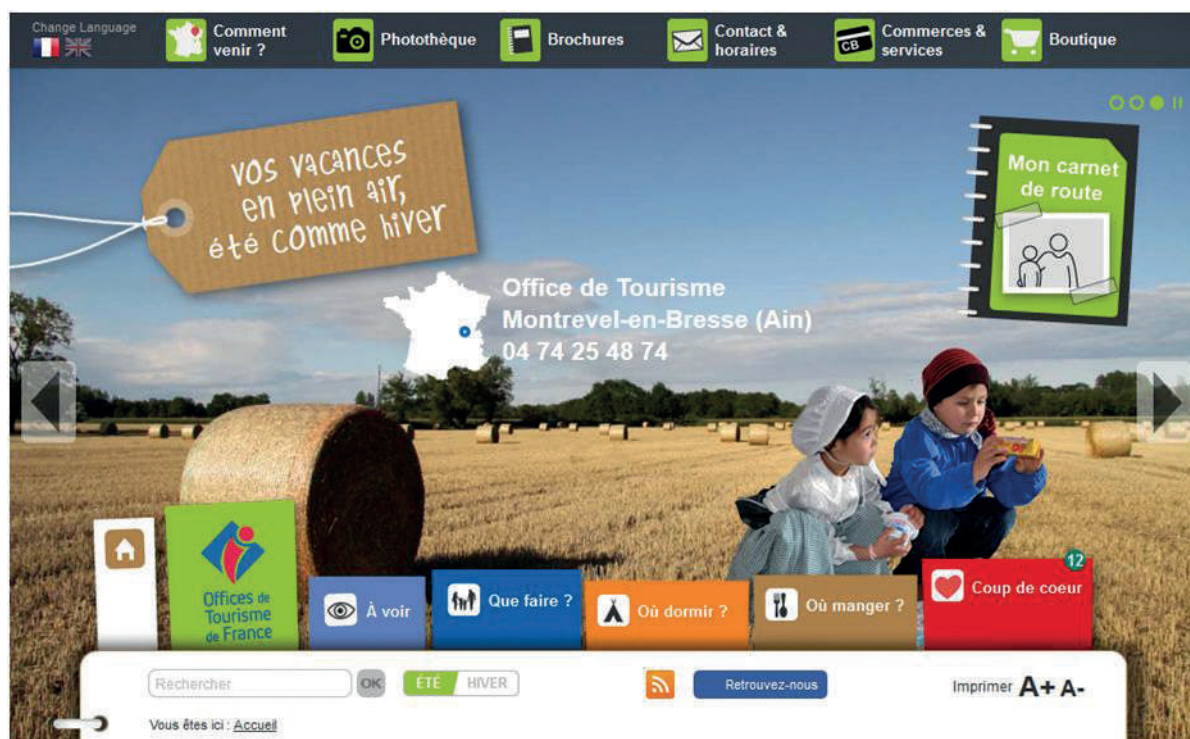 Change Language
Comment
venir ?
Photothèque
Brochures
Contact &
horaires
CB
Commerces &
services
Boutique
vos vacances
en plein air,
été comme hiver
Mon carnet
de route
Office de Tourisme
Montrevel-en-Bresse (Ain)
04 74 25 48 74
Offices de
Tourisme
de France
À voir
Que faire ?
Où dormir ?
Où manger ?
12
Coup de coeur
Rechercher
OK
ÉTÉ
HIVER
Retrouvez-nous
Imprimer A+ A-
Vous êtes ici : Accueil